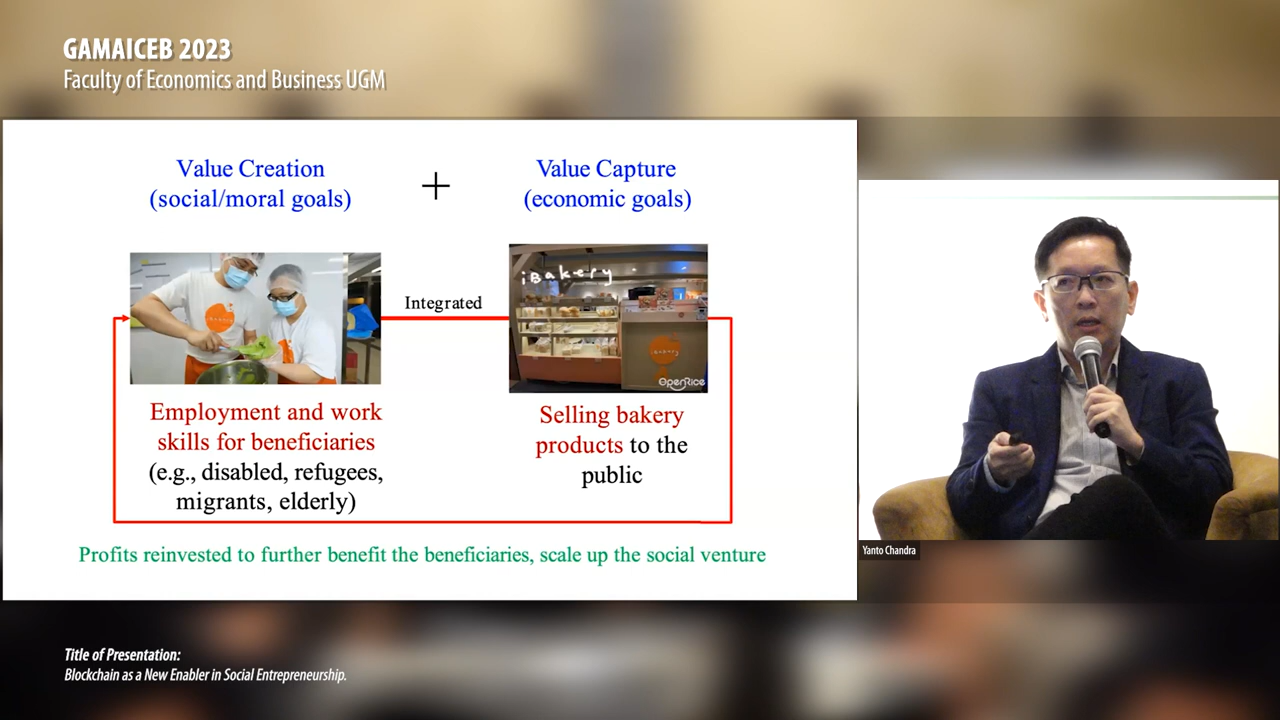 GAMAICEB 2023
Faculty of Economics and Business UGM
Value Creation
(social/moral goals)
+
Value Capture
(economic goals)
Integrated
iBakery
OpenRice
Employment and work
skills for beneficiaries
(e.g., disabled, refugees,
migrants, elderly)
Selling bakery
products to the
public
Profits reinvested to further benefit the beneficiaries, scale up the social venture
Yanto Chandra
Title of Presentation:
Blockchain as a New Enabler in Social Entrepreneurship.